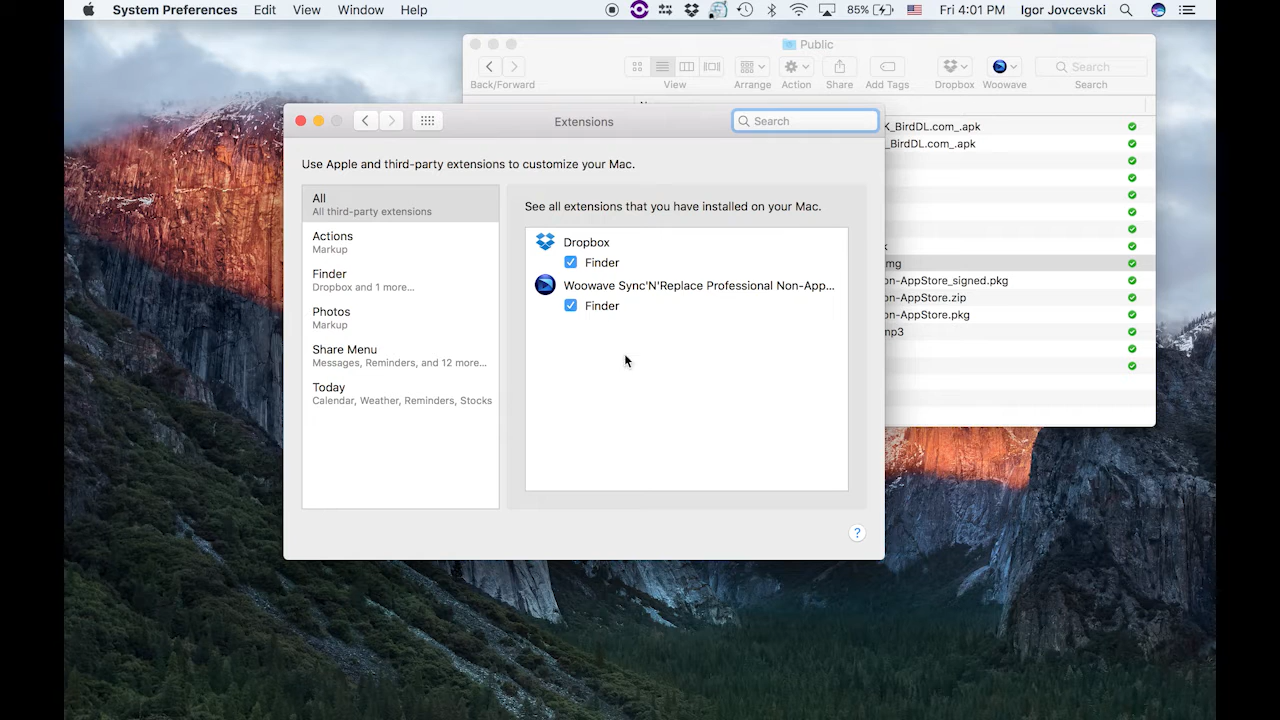 System Preferences Edit View Window Help 85% Fri 4:01 PM Igor Jovcevski
Public
Back/Forward View Arrange Action Share Add Tags Dropbox Woowave Search
Search
Extensions
Search
Use Apple and third-party extensions to customize your Mac.
All
All third-party extensions
Actions
Markup
Finder
Dropbox and 1 more...
Photos
Markup
Share Menu
Messages, Reminders, and 12 more...
Today
Calendar, Weather, Reminders, Stocks
See all extensions that you have installed on your Mac.
Dropbox
Finder
Woowave Sync'N'Replace Professional Non-App...
Finder
?
K_BirdDL.com_.apk
_BirdDL.com_.apk
k
mg
on-AppStore_signed.pkg
on-AppStore.zip
on-AppStore.pkg
mp3